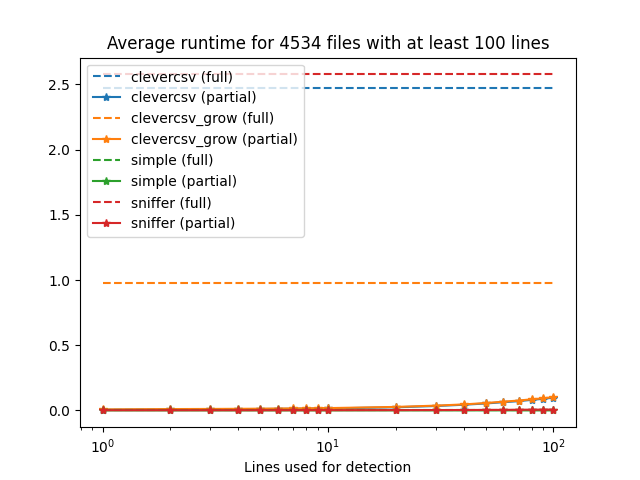 Average runtime for 4534 files with at least 100 lines
clevercsv (full)
clevercsv (partial)
clevercsv_grow (full)
clevercsv_grow (partial)
simple (full)
simple (partial)
sniffer (full)
sniffer (partial)
2.5
2.0
1.5
1.0
0.5
0.0
10⁰
10¹
10²
Lines used for detection